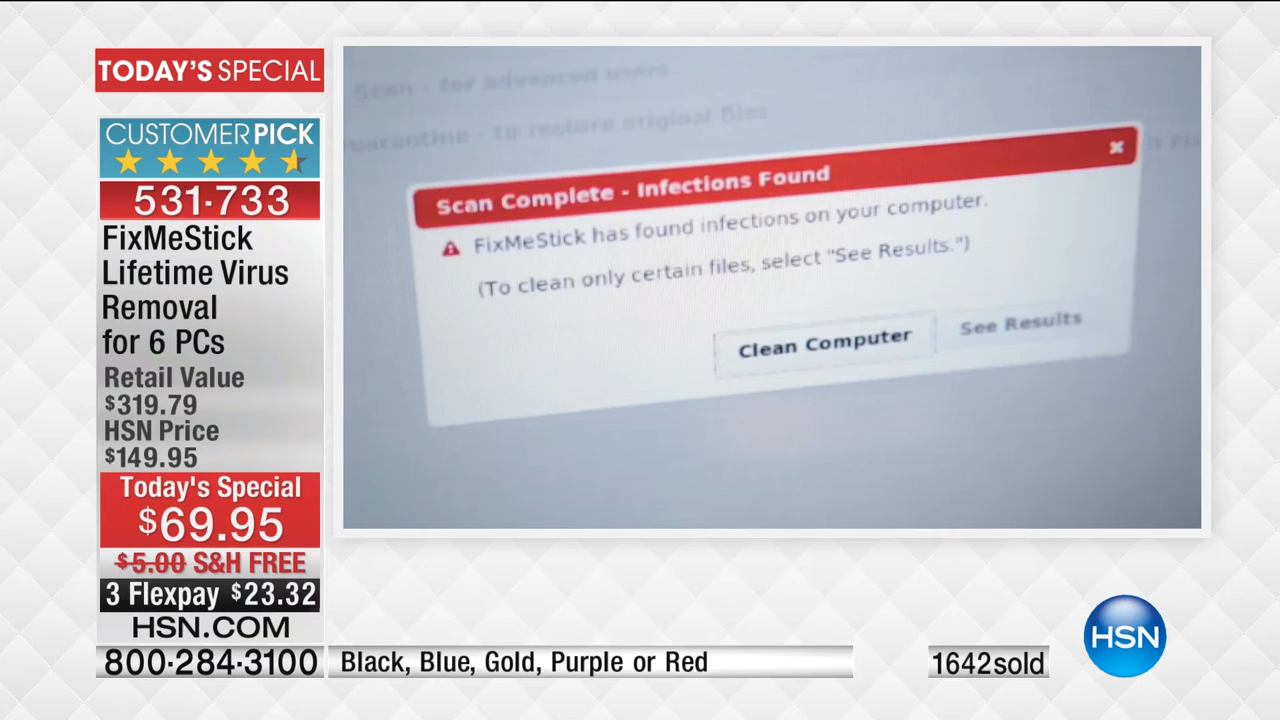 TODAY'S SPECIAL
CUSTOMER PICK
531·733
FixMeStick
Lifetime Virus
Removal
for 6 PCs
Retail Value
$319.79
HSN Price
$149.95
Today's Special
$69.95
$5.00 S&H FREE
3 Flexpay $23.32
HSN.COM
800·284·3100
Scan - for advanced users
Quarantine - to restore original files
Scan Complete - Infections Found
FixMeStick has found infections on your computer.
(To clean only certain files, select "See Results.")
Clean Computer
See Results
Black, Blue, Gold, Purple or Red
1642sold
HSN